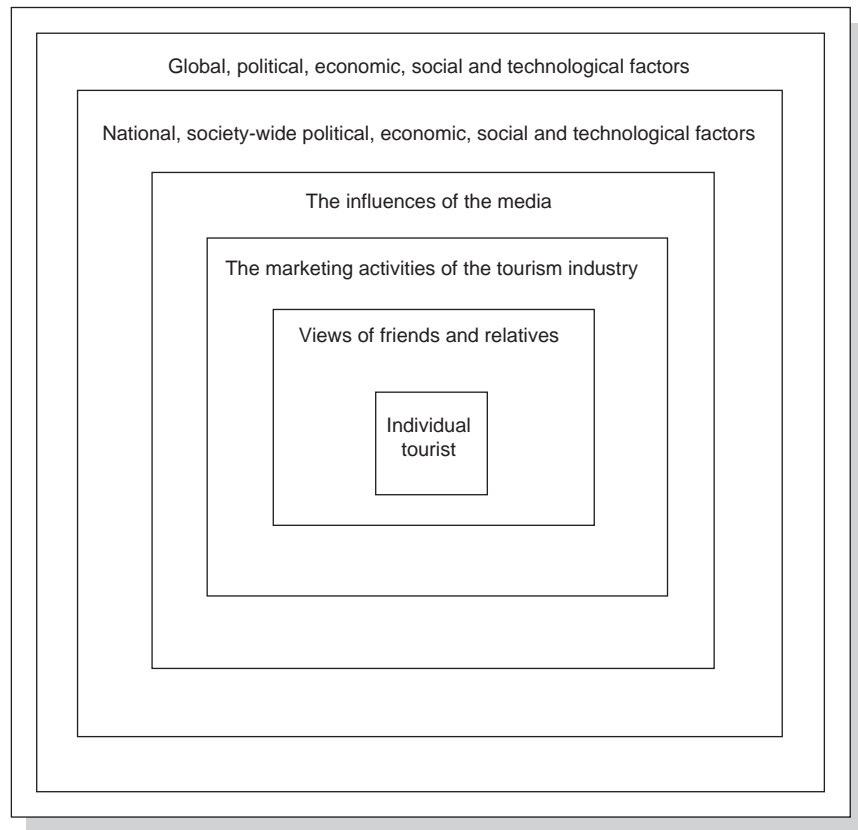 Global, political, economic, social and technological factors
National, society-wide political, economic, social and technological factors
The influences of the media
The marketing activities of the tourism industry
Views of friends and relatives
Individual
tourist